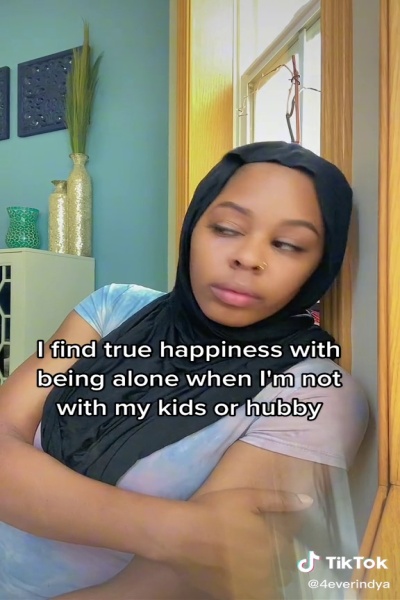 I find true happiness with
being alone when I'm not
with my kids or hubby
TikTok
@4everindya